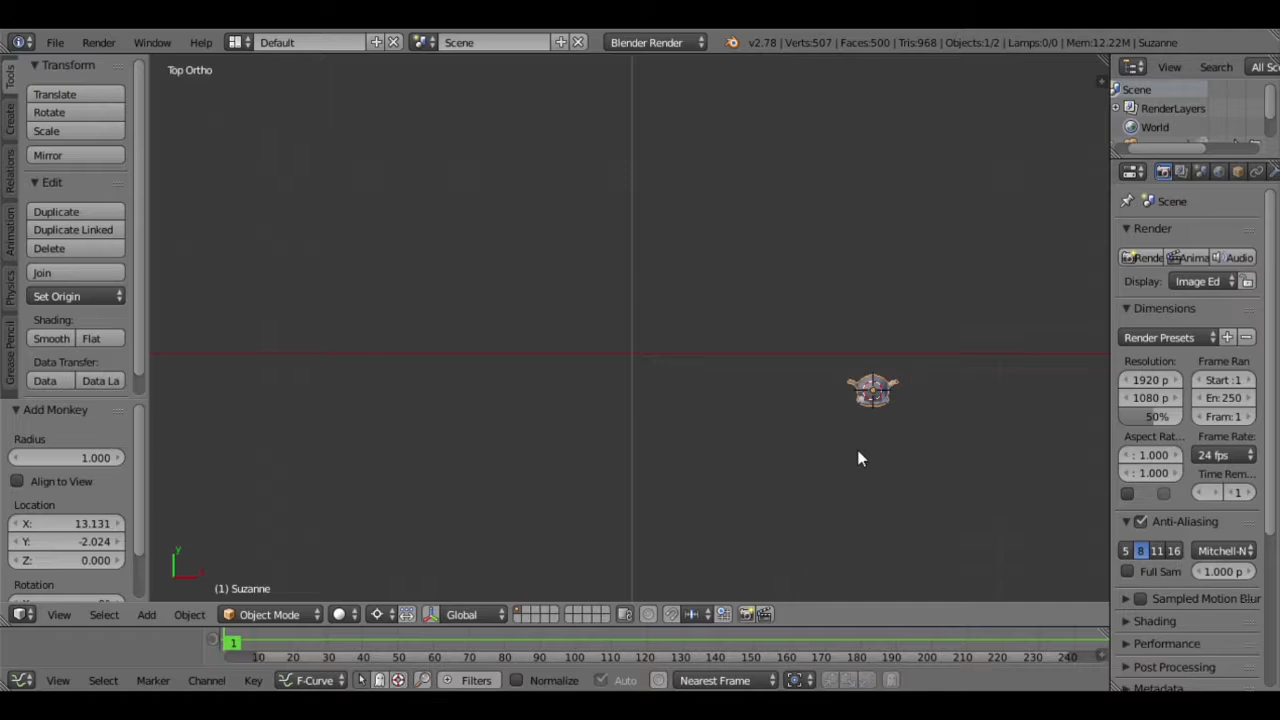 File Render Window Help Default Scene Blender Render v2.78 | Verts:507 | Faces:500 | Tris:968 | Objects:1/2 | Lamps:0/0 | Mem:12.22M | Suzanne
Tools
Create
Relations
Animation
Physics
Grease Pencil
Transform
Translate
Rotate
Scale
Mirror
Edit
Duplicate
Duplicate Linked
Delete
Join
Set Origin
Shading:
Smooth Flat
Data Transfer:
Data Data La
Add Monkey
Radius
1.000
Align to View
Location
X: 13.131
Y: -2.024
Z: 0.000
Rotation
Top Ortho
y
(1) Suzanne
View Select Add Object Object Mode Global
1
10 20 30 40 50 60 70 80 90 100 110 120 130 140 150 160 170 180 190 200 210 220 230 240
View Select Marker Channel Key F-Curve Filters Normalize Auto Nearest Frame
View Search All Sc
Scene
RenderLayers
World
Scene
Render
Rende Anima Audio
Display: Image Ed
Dimensions
Render Presets
Resolution: Frame Ran
1920 p Start :1
1080 p En: 250
50% Fram: 1
Aspect Rat... Frame Rate:
: 1.000 24 fps
: 1.000 Time Rem...
1
Anti-Aliasing
5 8 11 16 Mitchell-N
Full Sam 1.000 p
Sampled Motion Blur
Shading
Performance
Post Processing
Metadata